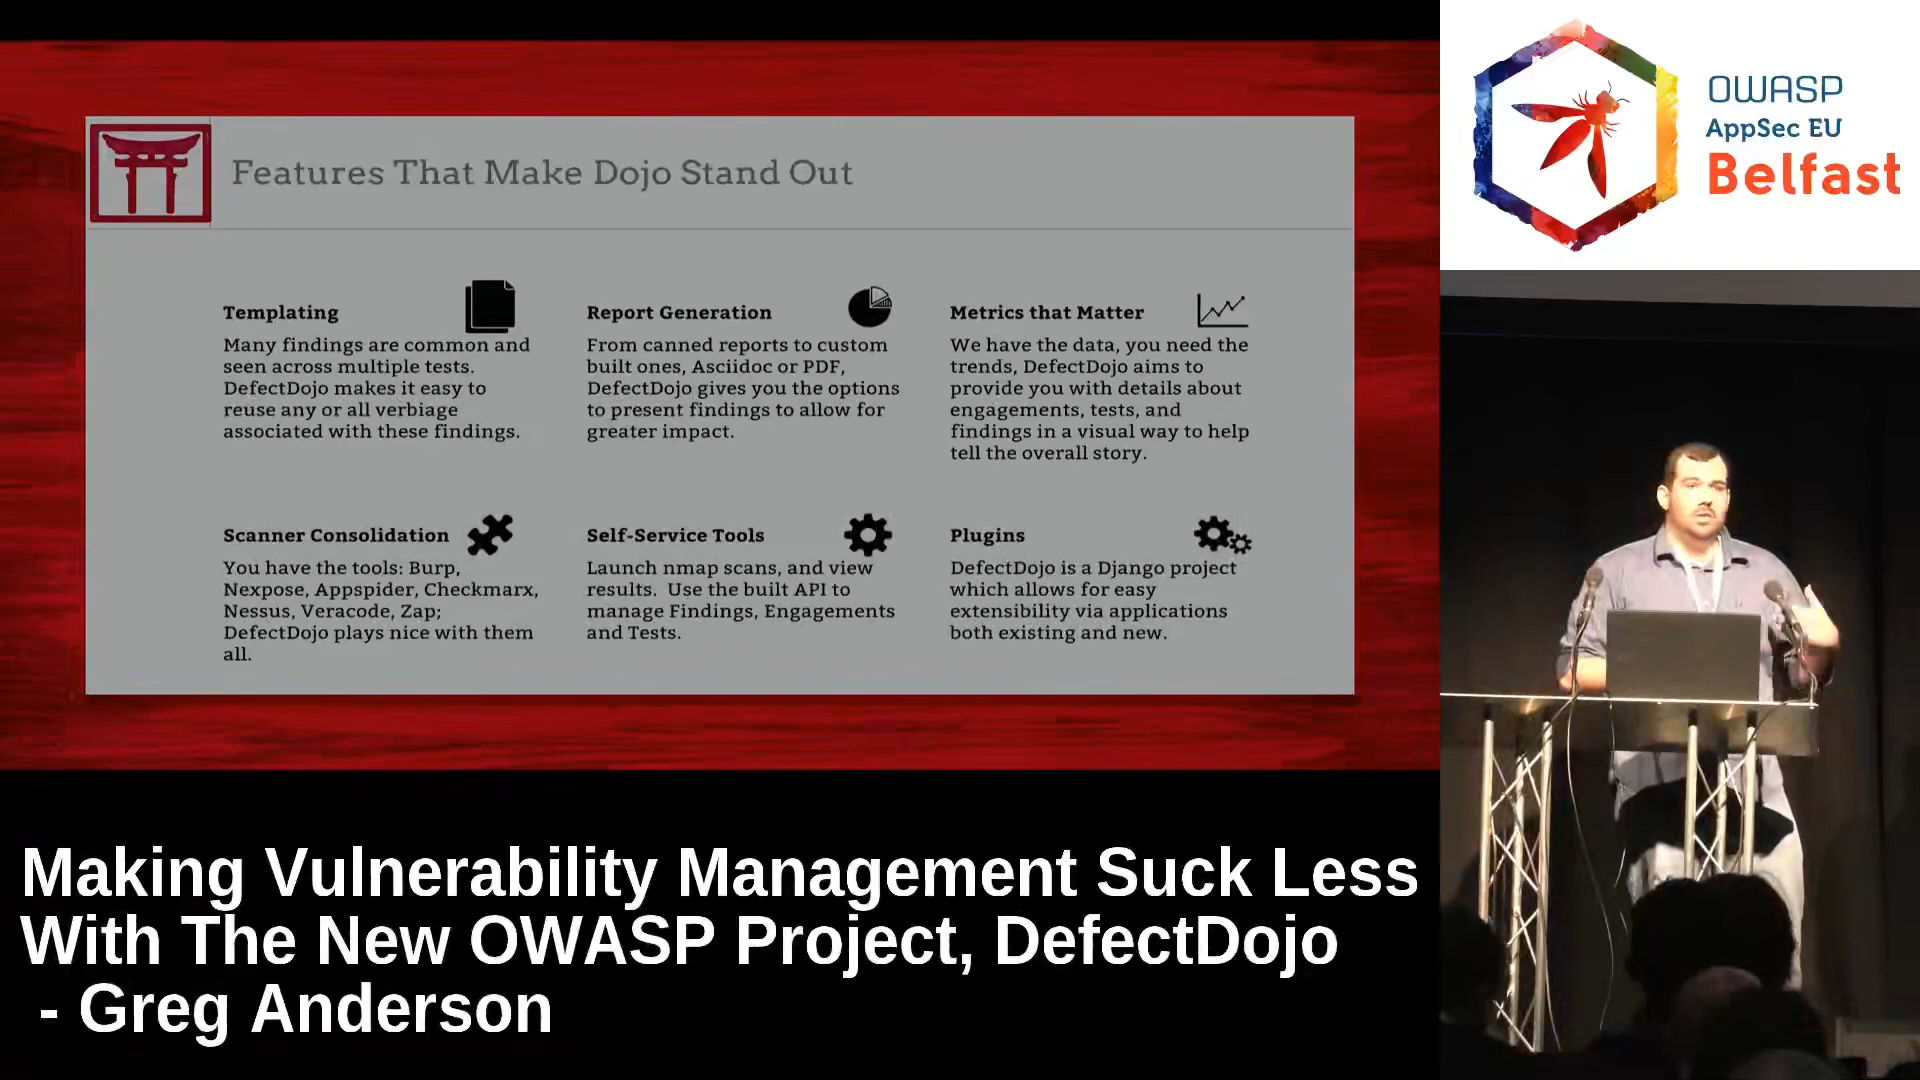 Features That Make Dojo Stand Out
Templating
Many findings are common and
seen across multiple tests.
DefectDojo makes it easy to
reuse any or all verbiage
associated with these findings.
Report Generation
From canned reports to custom
built ones, Asciidoc or PDF,
DefectDojo gives you the options
to present findings to allow for
greater impact.
Metrics that Matter
We have the data, you need the
trends, DefectDojo aims to
provide you with details about
engagements, tests, and
findings in a visual way to help
tell the overall story.
Scanner Consolidation
You have the tools: Burp,
Nexpose, Appspider, Checkmarx,
Nessus, Veracode, Zap;
DefectDojo plays nice with them
all.
Self-Service Tools
Launch nmap scans, and view
results. Use the built API to
manage Findings, Engagements
and Tests.
Plugins
DefectDojo is a Django project
which allows for easy
extensibility via applications
both existing and new.
OWASP
AppSec EU
Belfast
Making Vulnerability Management Suck Less
With The New OWASP Project, DefectDojo
- Greg Anderson